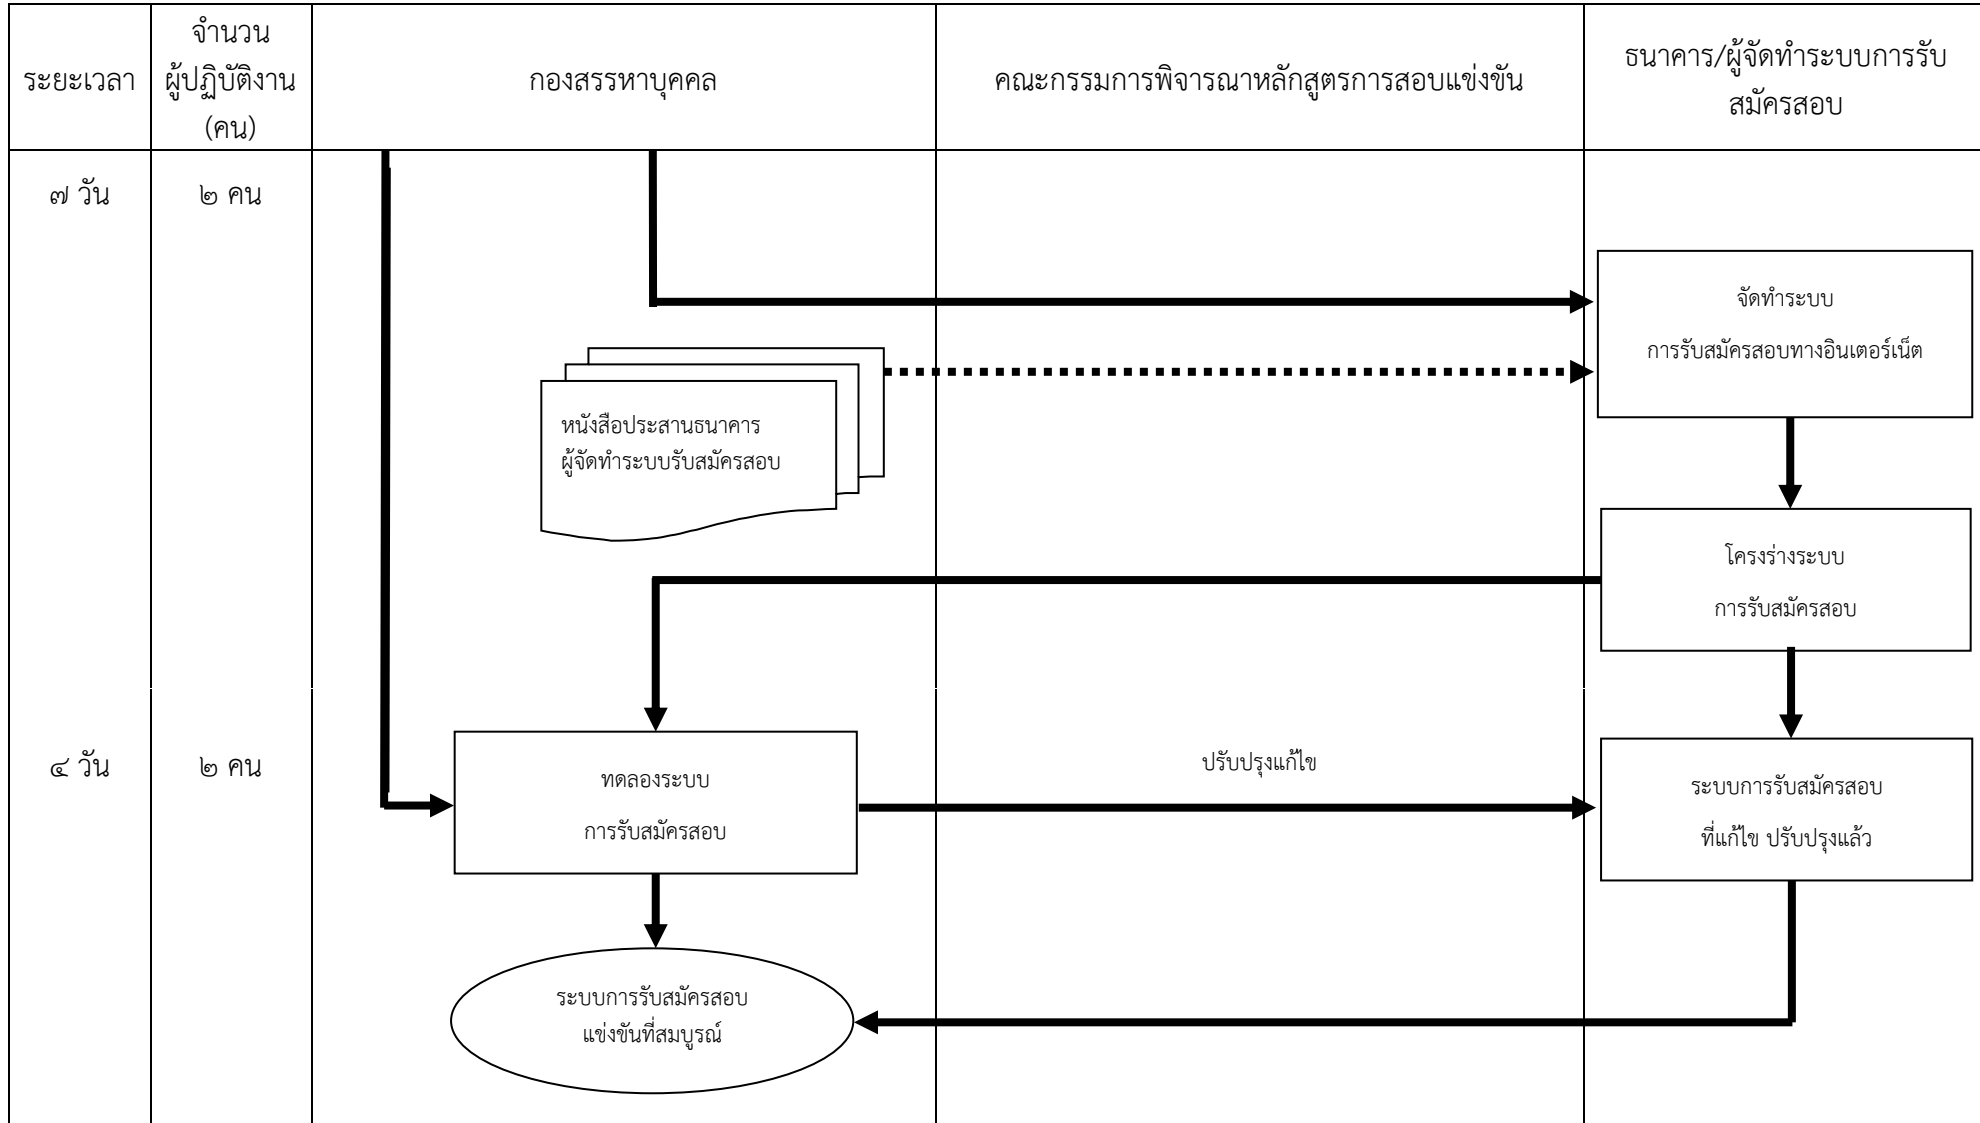 ระยะเวลา
จำนวน
ผู้ปฏิบัติงาน
(คน)
กองสรรหาบุคคล
คณะกรรมการพิจารณาหลักสูตรการสอบแข่งขัน
ธนาคาร/ผู้จัดทำระบบการรับ
สมัครสอบ
๗ วัน
๒ คน
จัดทำระบบ
การรับสมัครสอบทางอินเตอร์เน็ต
หนังสือประสานธนาคาร
ผู้จัดทำระบบรับสมัครสอบ
โครงร่างระบบ
การรับสมัครสอบ
๔ วัน
๒ คน
ทดลองระบบ
การรับสมัครสอบ
ปรับปรุงแก้ไข
ระบบการรับสมัครสอบ
ที่แก้ไข ปรับปรุงแล้ว
ระบบการรับสมัครสอบ
แข่งขันที่สมบูรณ์